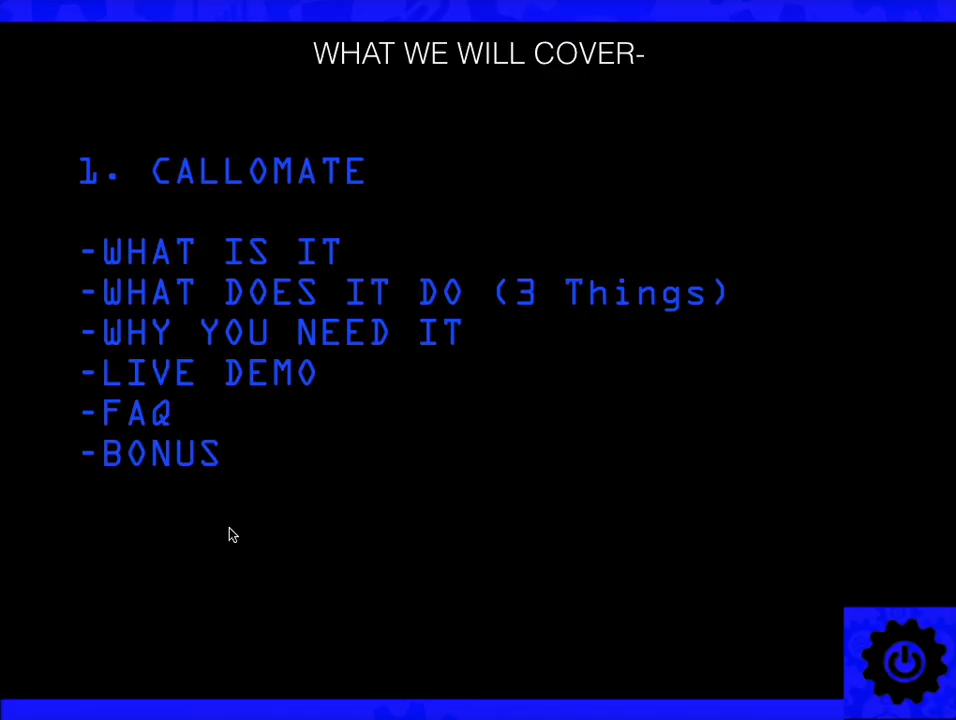 WHAT WE WILL COVER-
1. CALLOMATE
-WHAT IS IT
-WHAT DOES IT DO (3 Things)
-WHY YOU NEED IT
-LIVE DEMO
-FAQ
-BONUS